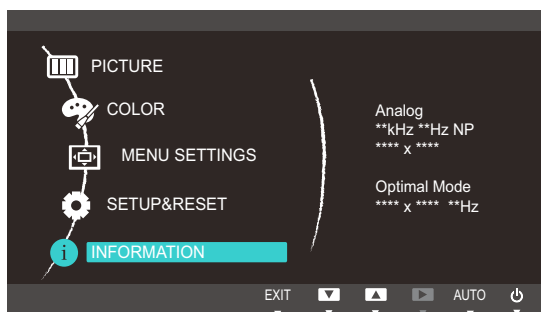 PICTURE
COLOR
MENU SETTINGS
SETUP&RESET
i INFORMATION
Analog
**kHz **Hz NP
**** x ****
Optimal Mode
**** x **** **Hz
EXIT AUTO